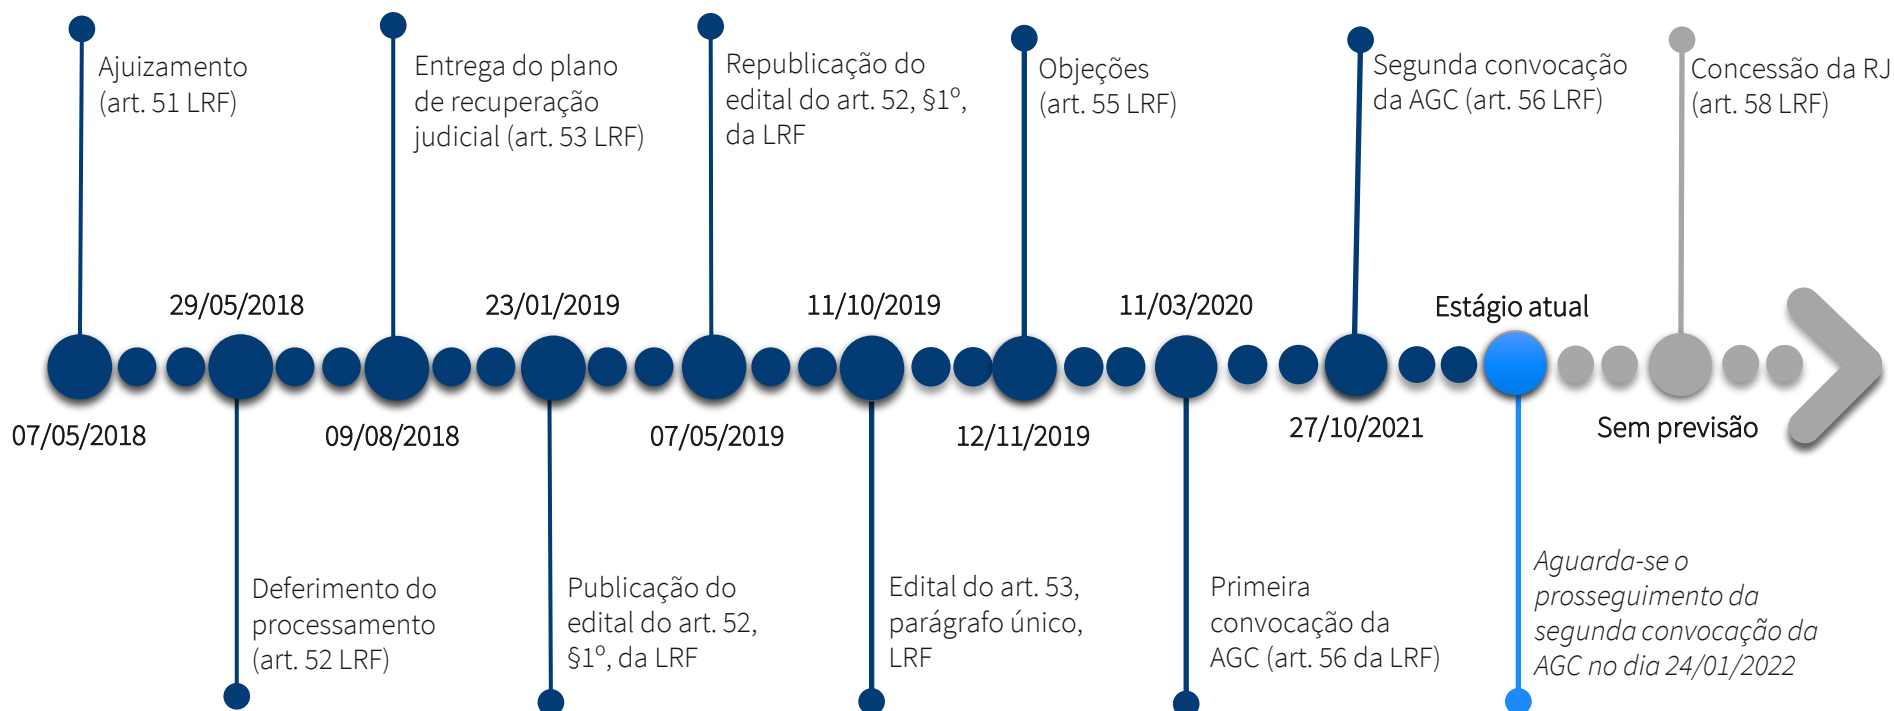 Ajuizamento
(art. 51 LRF)
Entrega do plano
de recuperação
judicial (art. 53 LRF)
Republicação do
edital do art. 52, §1º,
da LRF
Objeções
(art. 55 LRF)
Segunda convocação
da AGC (art. 56 LRF)
Concessão da RJ
(art. 58 LRF)
29/05/2018
23/01/2019
11/10/2019
11/03/2020
Estágio atual
07/05/2018
09/08/2018
07/05/2019
12/11/2019
27/10/2021
Sem previsão
Deferimento do
processamento
(art. 52 LRF)
Publicação do
edital do art. 52,
§1º, da LRF
Edital do art. 53,
parágrafo único,
LRF
Primeira
convocação da
AGC (art. 56 da LRF)
Aguarda-se o
prosseguimento da
segunda convocação da
AGC no dia 24/01/2022